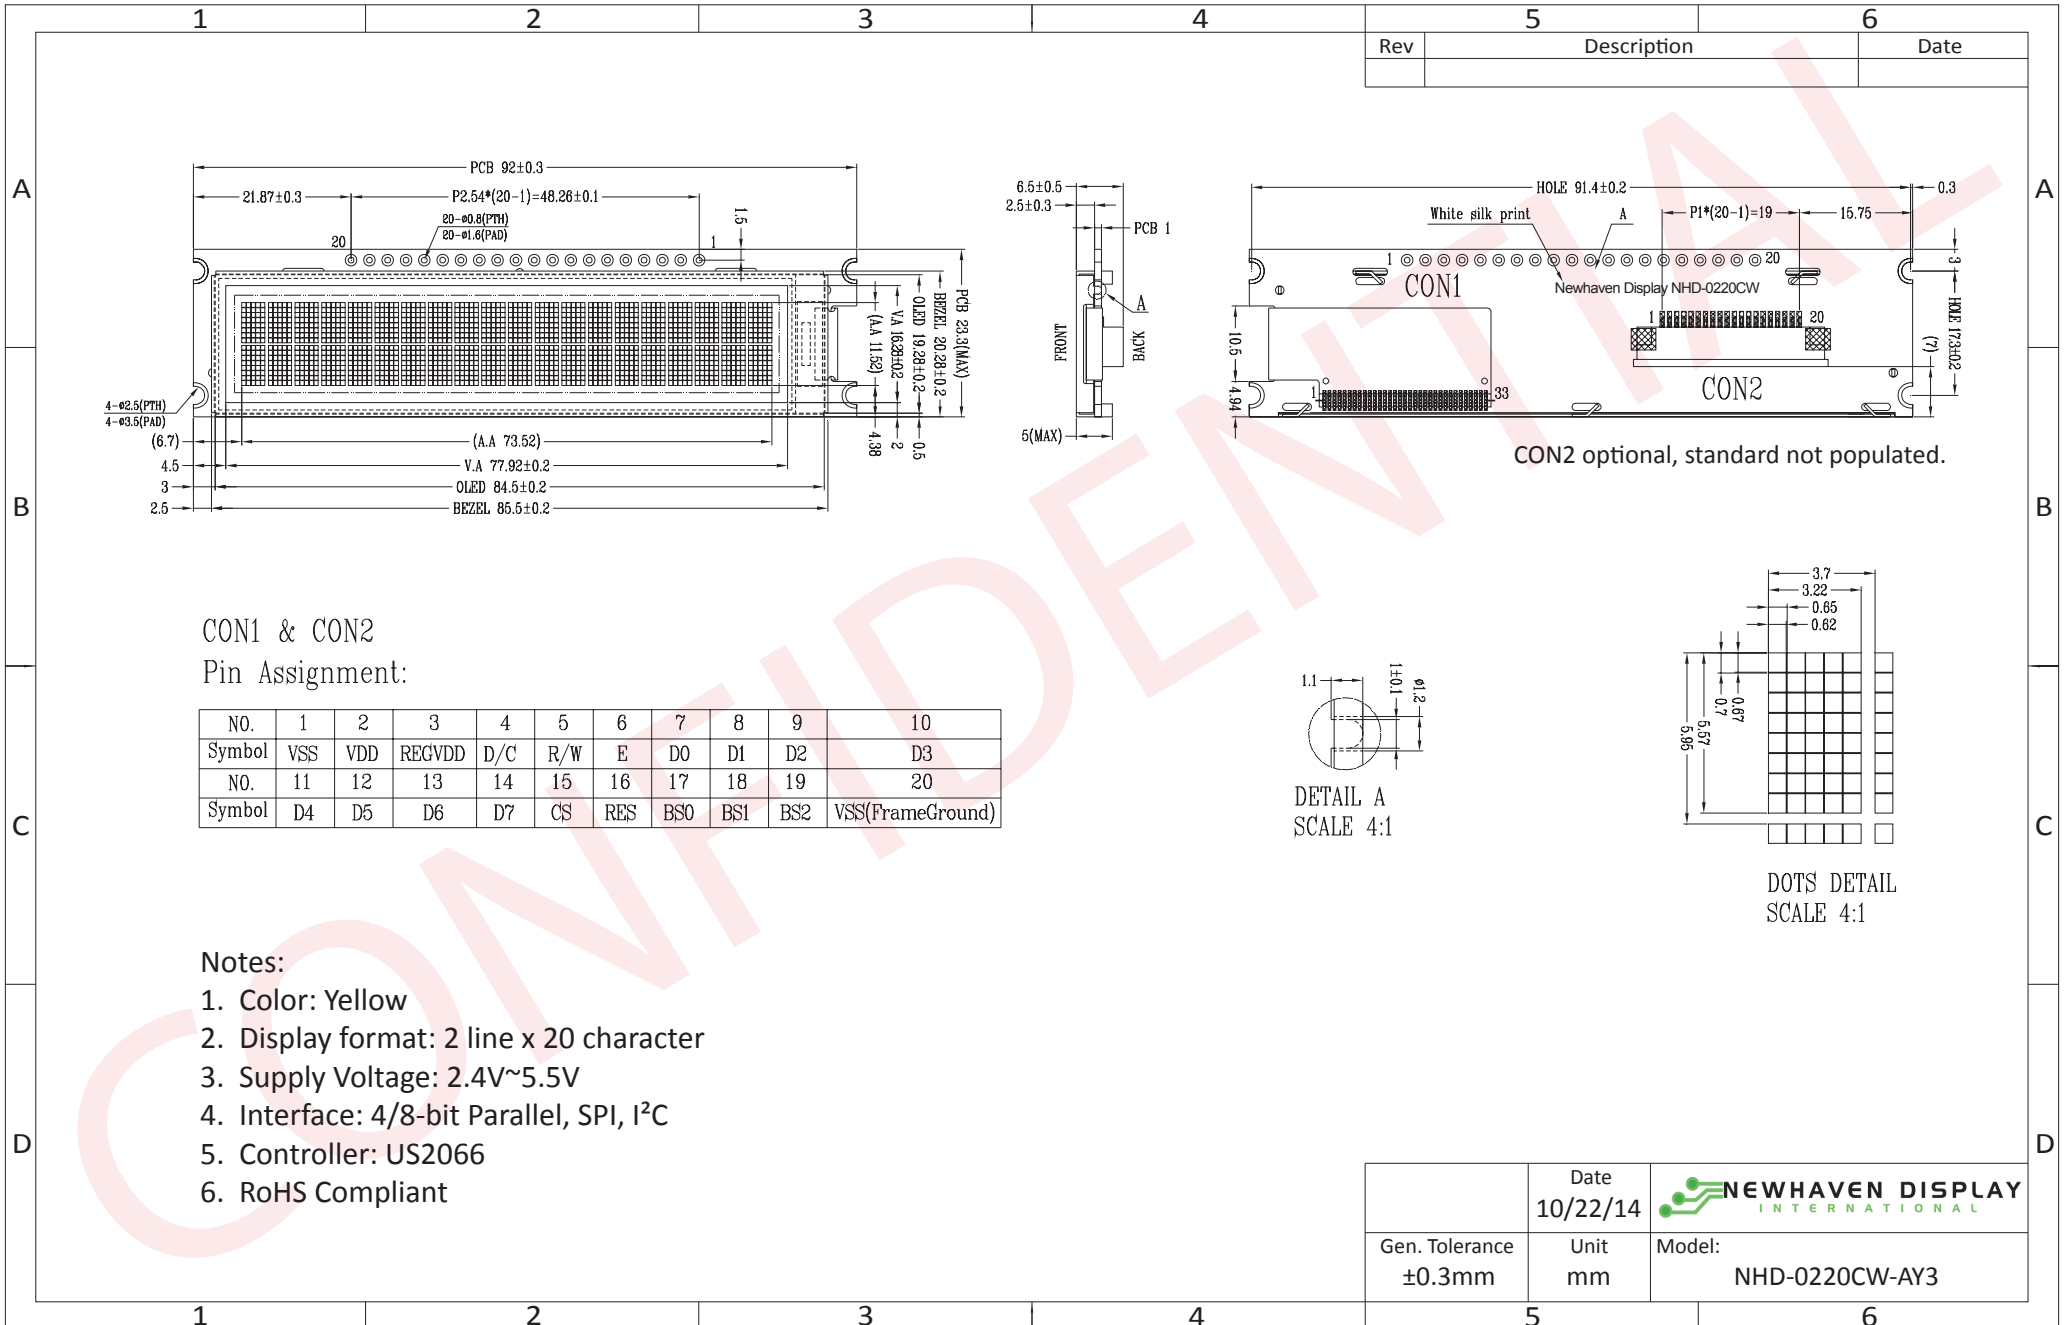 1 2 3 4 5 6
Rev Description Date
A
B
C
D
A
B
C
D
CONFIDENTIAL
PCB 92±0.3
21.87±0.3
P2.54*(20-1)=48.26±0.1
20-ø0.8(PTH)
20-ø1.6(PAD)
1.5
20
1
PCB 23.3(MAX)
BEZEL 20.28±0.2
OLED 19.28±0.2
V.A 16.28±0.2
(A.A 11.52)
4-ø2.5(PTH)
4-ø3.5(PAD)
(6.7)
(A.A 73.52)
4.38
2
0.5
4.5
V.A 77.92±0.2
3
OLED 84.5±0.2
2.5
BEZEL 85.5±0.2
6.5±0.5
2.5±0.3
PCB 1
A
FRONT
BACK
5(MAX)
HOLE 91.4±0.2
0.3
White silk print
A
P1*(20-1)=19
15.75
1
20
3
CON1
Newhaven Display NHD-0220CW
1
20
HOLE 17.3±0.2
(7)
10.5
4.94
1
33
CON2
CON2 optional, standard not populated.
3.7
3.22
0.65
0.62
0.67
0.7
5.57
5.95
DOTS DETAIL
SCALE 4:1
1.1
1±0.1
ø1.2
DETAIL A
SCALE 4:1
CON1 & CON2
Pin Assignment:
NO. 1 2 3 4 5 6 7 8 9 10
Symbol VSS VDD REGVDD D/C R/W E D0 D1 D2 D3
NO. 11 12 13 14 15 16 17 18 19 20
Symbol D4 D5 D6 D7 CS RES BS0 BS1 BS2 VSS(FrameGround)
Notes:
1. Color: Yellow
2. Display format: 2 line x 20 character
3. Supply Voltage: 2.4V~5.5V
4. Interface: 4/8-bit Parallel, SPI, I²C
5. Controller: US2066
6. RoHS Compliant
Date
10/22/14
NEWHAVEN DISPLAY
INTERNATIONAL
Gen. Tolerance
±0.3mm
Unit
mm
Model:
NHD-0220CW-AY3
1 2 3 4 5 6